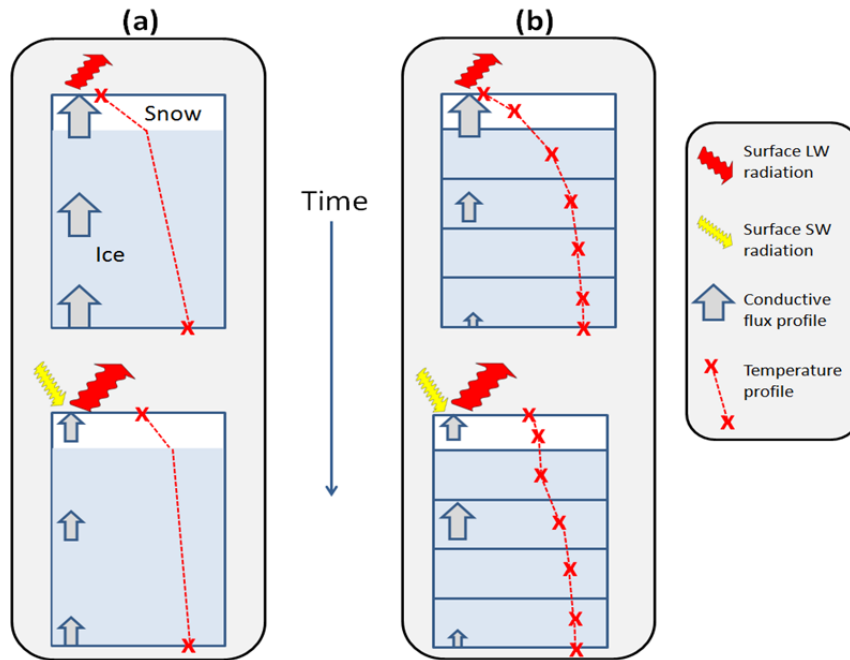 (a)
(b)
Snow
Ice
Time
Surface LW
radiation
Surface SW
radiation
Conductive
flux profile
Temperature
profile